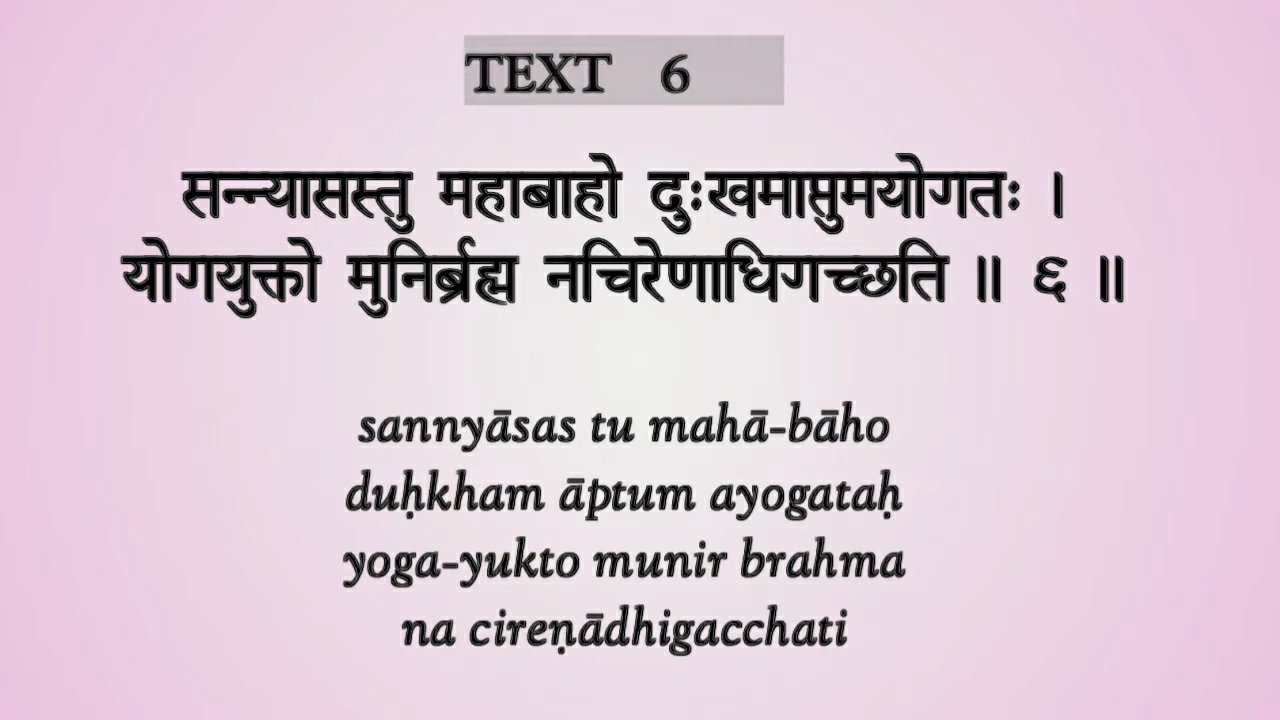 TEXT 6
सन्न्यासस्तु महाबाहो दुःखमाप्तुमयोगतः ।
योगयुक्तो मुनिर्ब्रह्म नचिरेणाधिगच्छति ॥ ६ ॥
sannyāsas tu mahā-bāho
duḥkham āptum ayogataḥ
yoga-yukto munir brahma
na cireṇādhigacchati